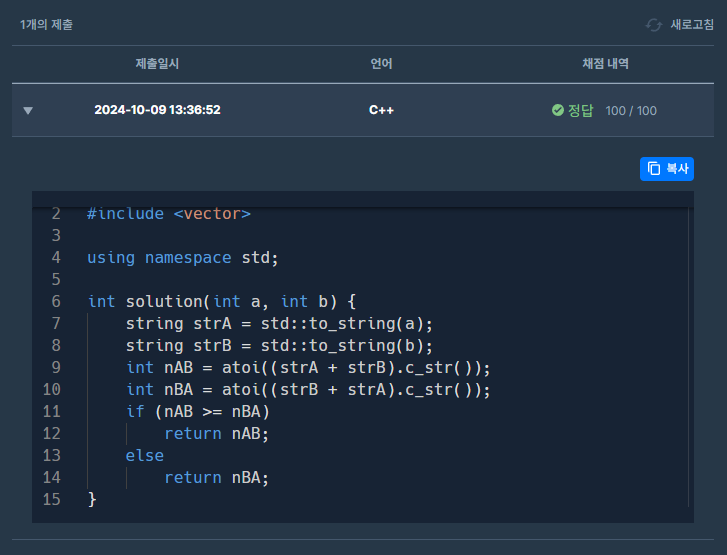 1개의 제출 새로고침
제출일시 언어 채점 내역
2024-10-09 13:36:52 C++ 정답 100 / 100
복사
2 #include <vector>
3
4 using namespace std;
5
6 int solution(int a, int b) {
7     string strA = std::to_string(a);
8     string strB = std::to_string(b);
9     int nAB = atoi((strA + strB).c_str());
10     int nBA = atoi((strB + strA).c_str());
11     if (nAB >= nBA)
12         return nAB;
13     else
14         return nBA;
15 }